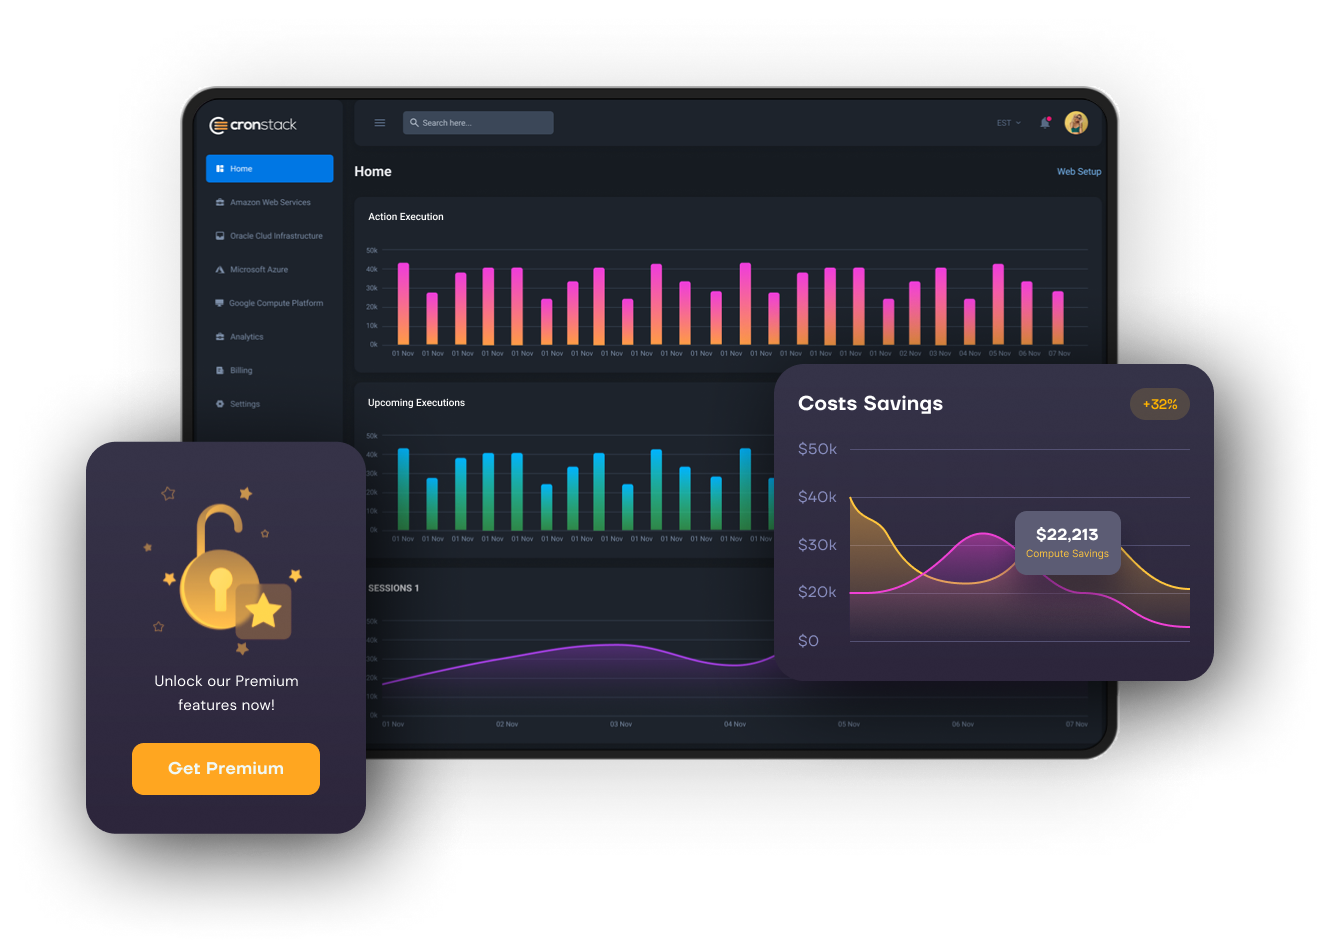 cronstack
Search here...
EST
Home
Amazon Web Services
Oracle Clud Infrastructure
Microsoft Azure
Google Compute Platform
Analytics
Billing
Settings
Home
Web Setup
Action Execution
50k
40k
30k
20k
10k
0k
01 Nov 01 Nov 01 Nov 01 Nov 01 Nov 01 Nov 01 Nov 01 Nov 01 Nov 01 Nov 01 Nov 01 Nov 01 Nov 01 Nov 01 Nov 01 Nov 01 Nov 02 Nov 03 Nov 04 Nov 05 Nov 06 Nov 07 Nov
Upcoming Executions
50k
40k
30k
20k
10k
0k
01 Nov 01 Nov 01 Nov 01 Nov 01 Nov 01 Nov 01 Nov 01 Nov 01 Nov 01 Nov 01 Nov 01 Nov 01 Nov
SESSIONS 1
50k
40k
30k
20k
10k
0k
01 Nov 02 Nov 03 Nov 04 Nov 05 Nov 06 Nov 07 Nov
Costs Savings
+32%
$50k
$40k
$30k
$20k
$0
$22,213
Compute Savings
Unlock our Premium
features now!
Get Premium